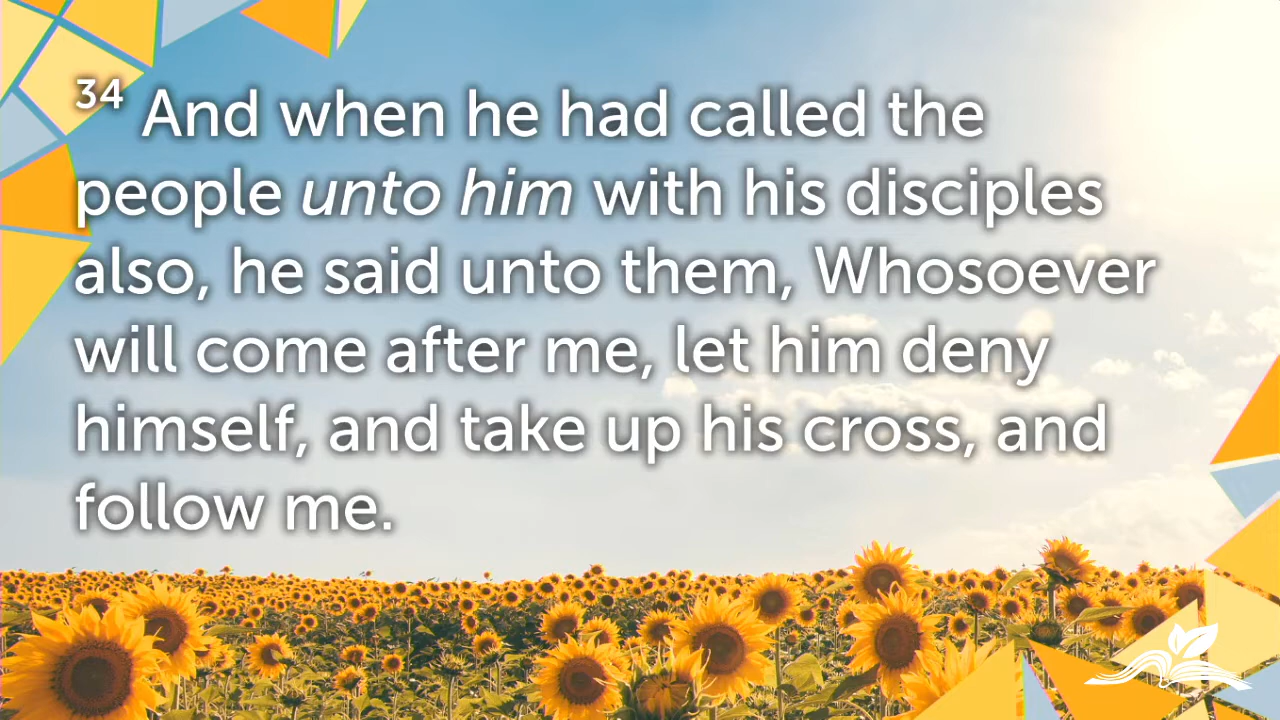 34 And when he had called the
people unto him with his disciples
also, he said unto them, Whosoever
will come after me, let him deny
himself, and take up his cross, and
follow me.